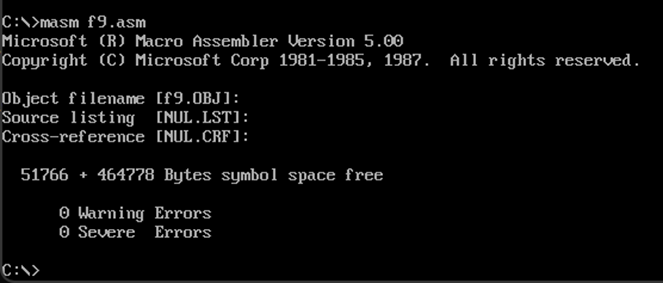 C:\>masm f9.asm
Microsoft (R) Macro Assembler Version 5.00
Copyright (C) Microsoft Corp 1981-1985, 1987.  All rights reserved.

Object filename [f9.OBJ]:
Source listing  [NUL.LST]:
Cross-reference [NUL.CRF]:

  51766 + 464778 Bytes symbol space free

      0 Warning Errors
      0 Severe  Errors

C:\>